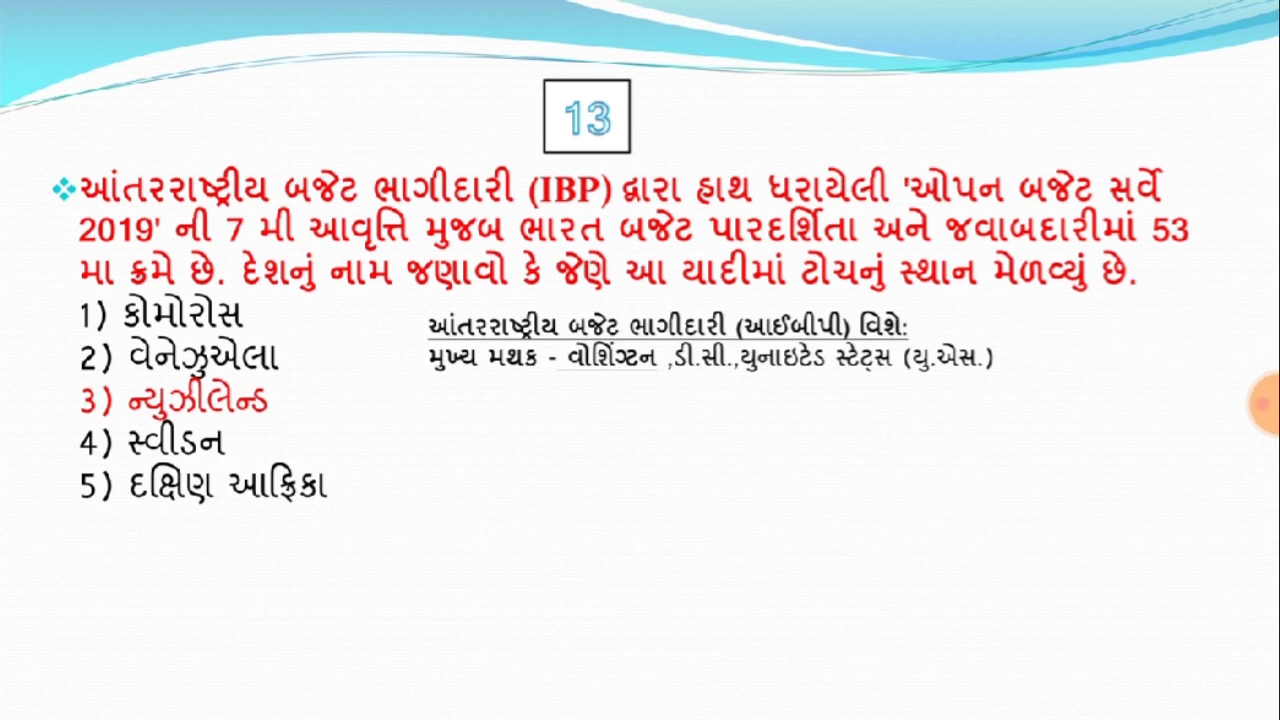 13
આંતરરાષ્ટ્રીય બજેટ ભાગીદારી (IBP) દ્વારા હાથ ધરાયેલી 'ઓપન બજેટ સર્વે
2019' ની 7 મી આવૃત્તિ મુજબ ભારત બજેટ પારદર્શિતા અને જવાબદારીમાં 53
મા ક્રમે છે. દેશનું નામ જણાવો કે જેણે આ યાદીમાં ટોચનું સ્થાન મેળવ્યું છે.
1) કોમોરોસ
2) વેનેઝુએલા
3) ન્યુઝીલેન્ડ
4) સ્વીડન
5) દક્ષિણ આફ્રિકા
આંતરરાષ્ટ્રીય બજેટ ભાગીદારી (આઈબીપી) વિશે:
મુખ્ય મથક - વોશિંગ્ટન ,ડી.સી.,યુનાઇટેડ સ્ટેટ્સ (યુ.એસ.)